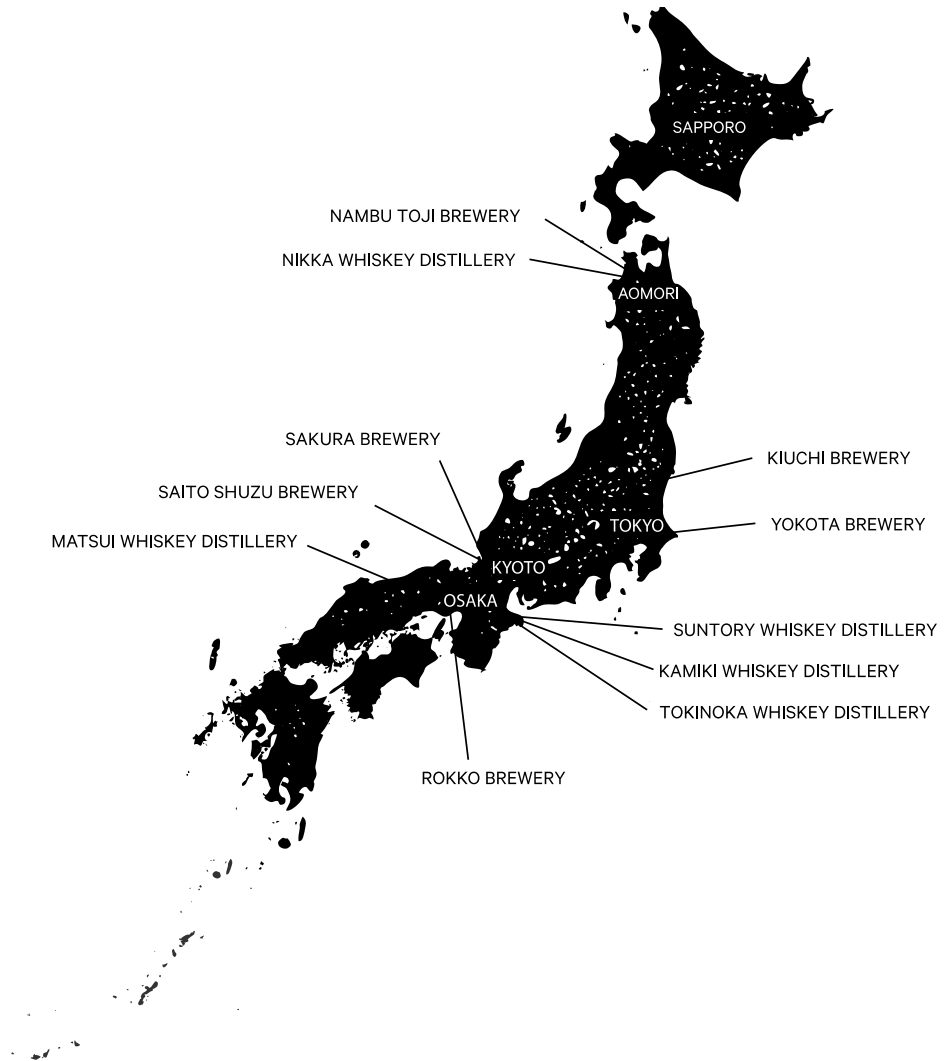 SAPPORO
NAMBU TOJI BREWERY
NIKKA WHISKEY DISTILLERY
AOMORI
SAKURA BREWERY
KIUCHI BREWERY
SAITO SHUZU BREWERY
TOKYO
YOKOTA BREWERY
MATSUI WHISKEY DISTILLERY
KYOTO
OSAKA
SUNTORY WHISKEY DISTILLERY
KAMIKI WHISKEY DISTILLERY
TOKINOKA WHISKEY DISTILLERY
ROKKO BREWERY